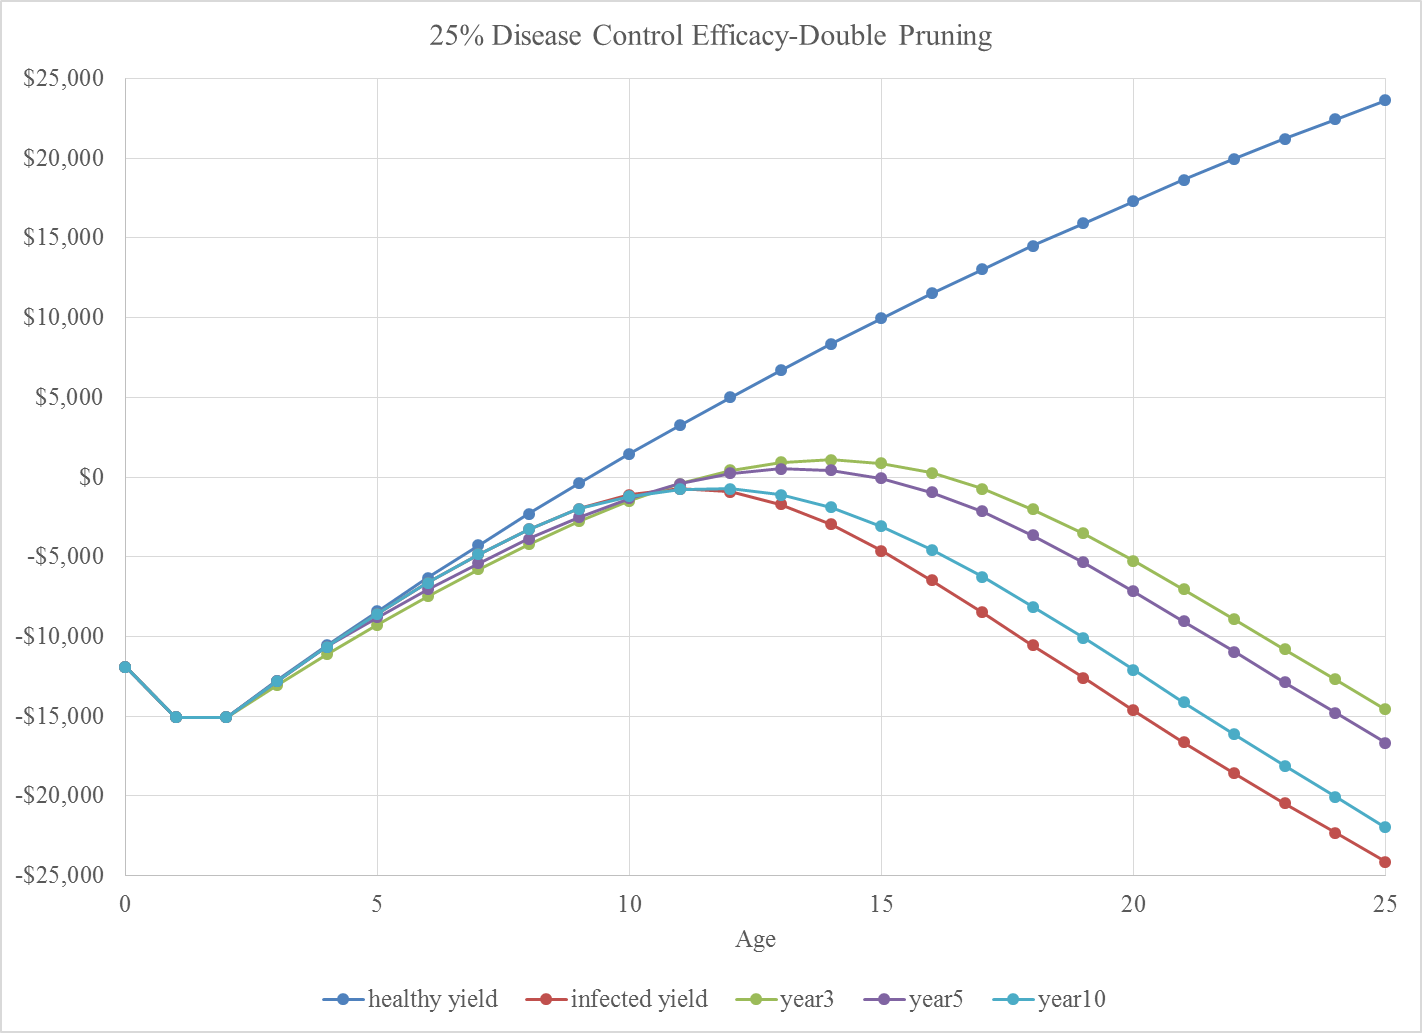 25% Disease Control Efficacy-Double Pruning
$25,000
$20,000
$15,000
$10,000
$5,000
$0
-$5,000
-$10,000
-$15,000
-$20,000
-$25,000
0 5 10 15 20 25
Age
healthy yield infected yield year3 year5 year10